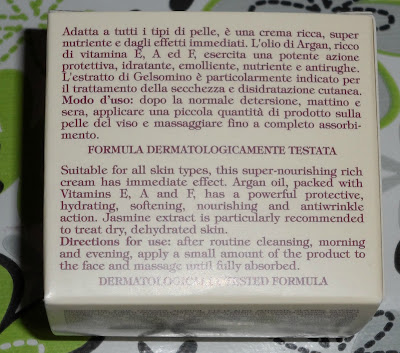 Adatta a tutti i tipi di pelle, è una crema ricca, super
nutriente e dagli effetti immediati. L'olio di Argan, ricco
di vitamina E, A ed F, esercita una potente azione
protettiva, idratante, emolliente, nutriente e antirughe.
L'estratto di Gelsomino è particolarmente indicato per
il trattamento della secchezza e disidratazione cutanea.
Modo d'uso: dopo la normale detersione, mattino e
sera, applicare una piccola quantità di prodotto sulla
pelle del viso e massaggiare fino a completo assorbi-
mento.
FORMULA DERMATOLOGICAMENTE TESTATA
Suitable for all skin types, this super-nourishing rich
cream has immediate effect. Argan oil, packed with
Vitamins E, A and F, has a powerful protective,
hydrating, softening, nourishing and antiwrinkle
action. Jasmine extract is particularly recommended
to treat dry, dehydrated skin.
Directions for use: after routine cleansing, morning
and evening, apply a small amount of the product to
the face and massage until fully absorbed.
TESTED FORMULA